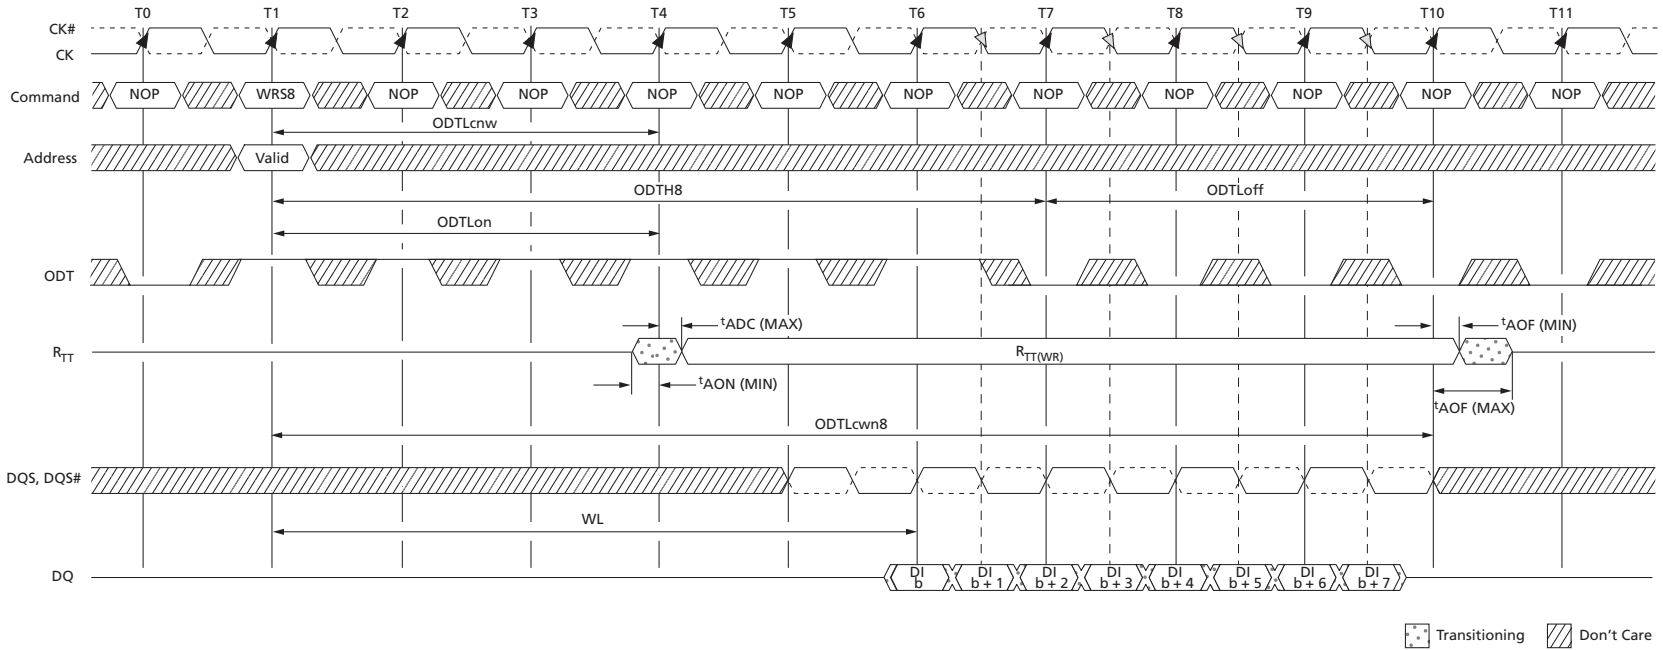 T0 T1 T2 T3 T4 T5 T6 T7 T8 T9 T10 T11
CK#
CK
Command NOP WRS8 NOP NOP NOP NOP NOP NOP NOP NOP NOP NOP
ODTLcnw
Address Valid
ODTH8 ODTLoff
ODTLon
ODT
tADC (MAX) tAOF (MIN)
RTT RTT(WR)
tAON (MIN)
tAOF (MAX)
ODTLcwn8
DQS, DQS#
WL
DQ DI b DI b + 1 DI b + 2 DI b + 3 DI b + 4 DI b + 5 DI b + 6 DI b + 7
Transitioning Don't Care